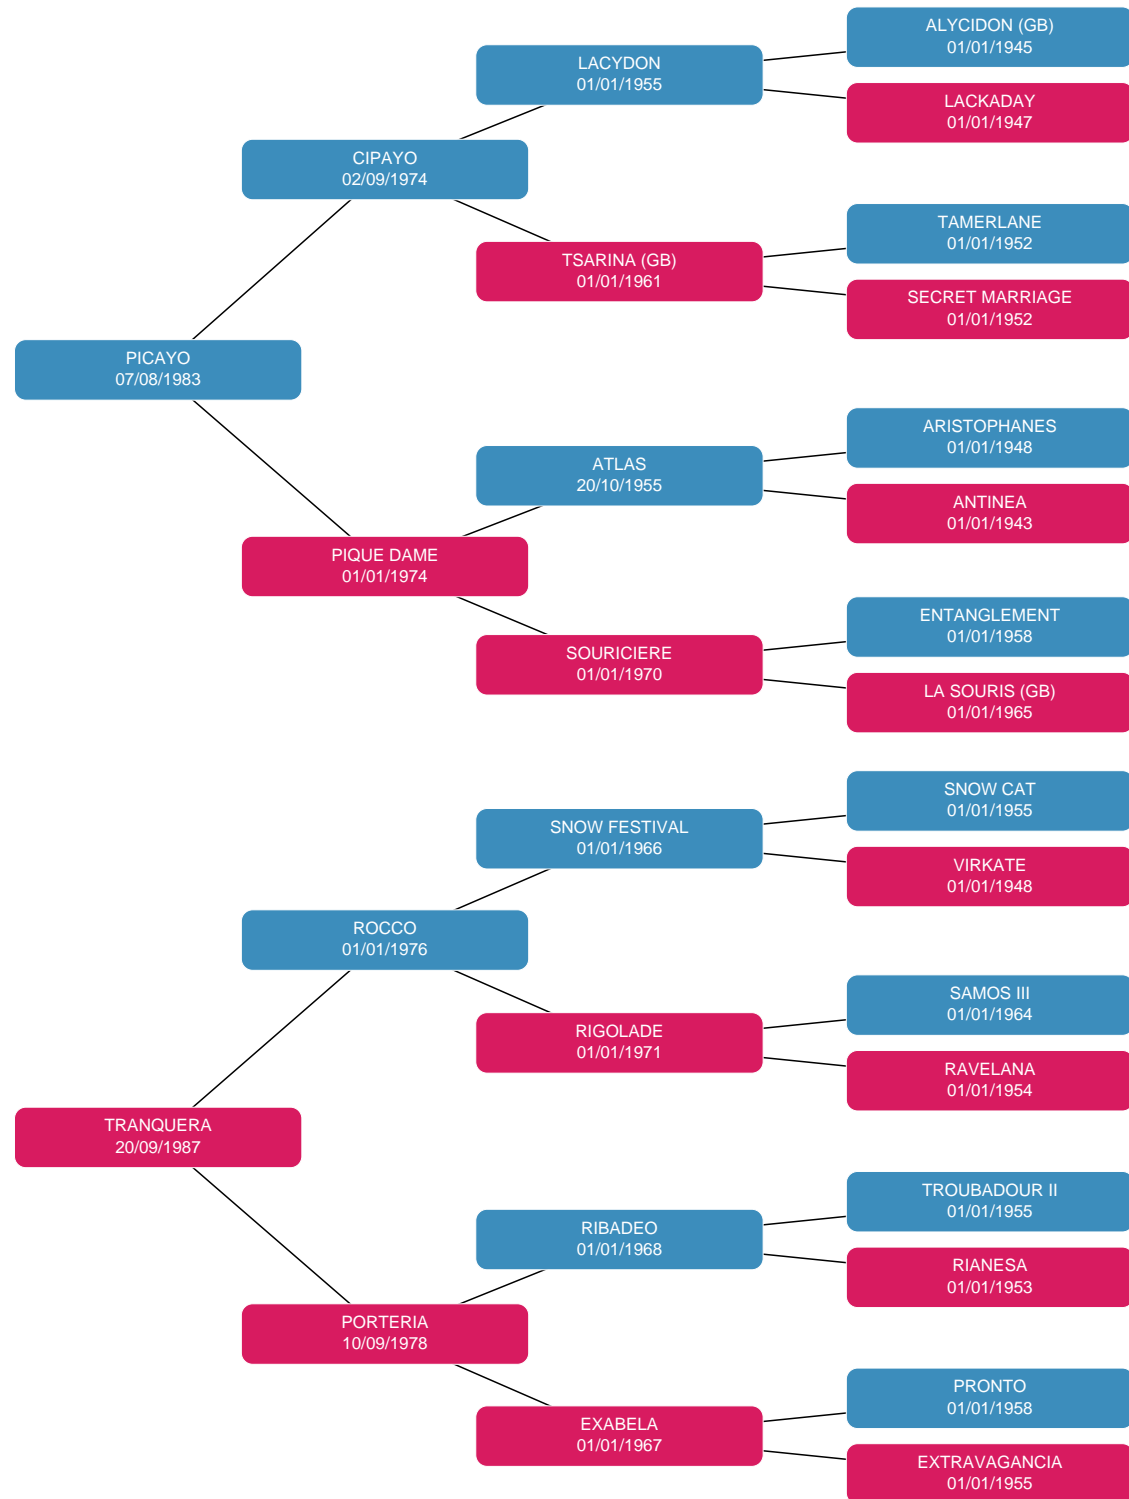 ALYCIDON (GB)
01/01/1945
LACYDON
01/01/1955
LACKADAY
01/01/1947
CIPAYO
02/09/1974
TAMERLANE
01/01/1952
TSARINA (GB)
01/01/1961
SECRET MARRIAGE
01/01/1952
PICAYO
07/08/1983
ARISTOPHANES
01/01/1948
ATLAS
20/10/1955
ANTINEA
01/01/1943
PIQUE DAME
01/01/1974
ENTANGLEMENT
01/01/1958
SOURICIERE
01/01/1970
LA SOURIS (GB)
01/01/1965
SNOW CAT
01/01/1955
SNOW FESTIVAL
01/01/1966
VIRKATE
01/01/1948
ROCCO
01/01/1976
SAMOS III
01/01/1964
RIGOLADE
01/01/1971
RAVELANA
01/01/1954
TRANQUERA
20/09/1987
TROUBADOUR II
01/01/1955
RIBADEO
01/01/1968
RIANESA
01/01/1953
PORTERIA
10/09/1978
PRONTO
01/01/1958
EXABELA
01/01/1967
EXTRAVAGANCIA
01/01/1955